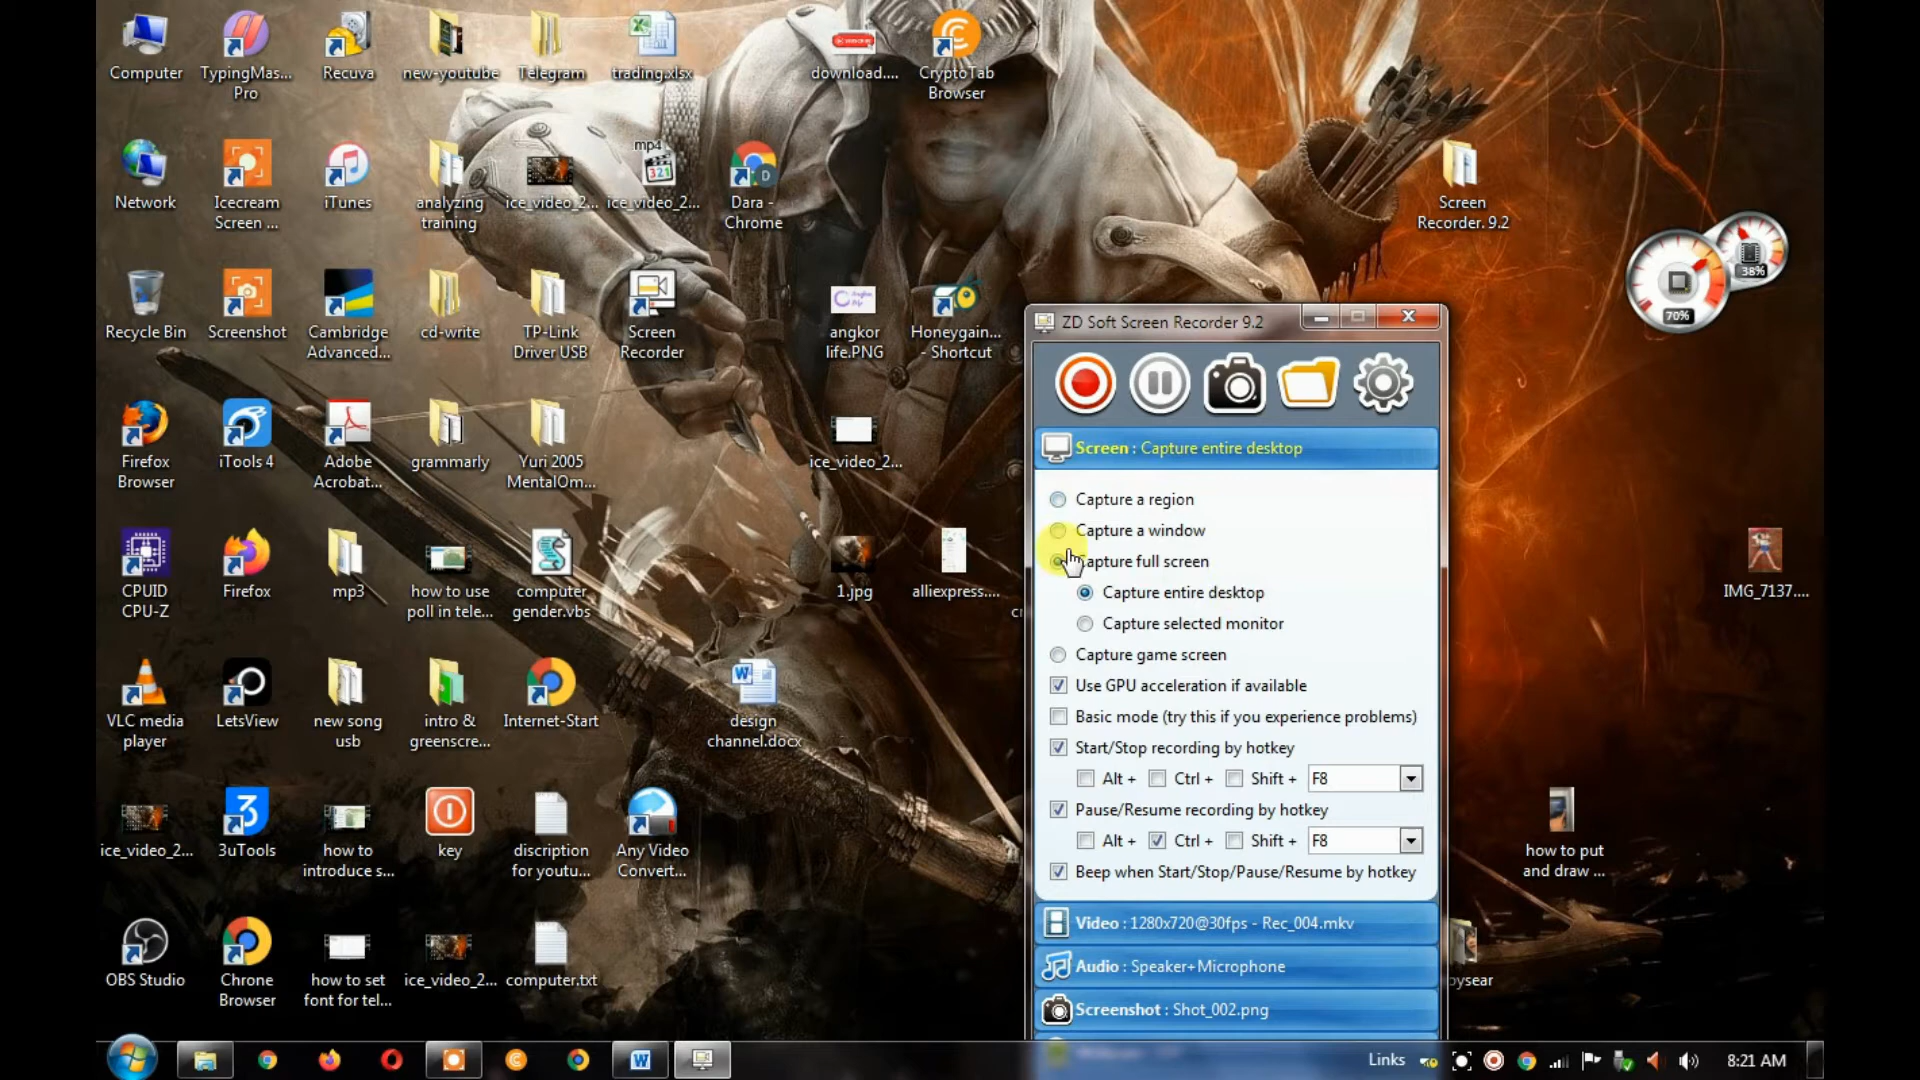 Computer
TypingMas...
Pro
Recuva
new-youtube
Telegram
trading.xlsx
download....
CryptoTab
Browser
Network
Icecream
Screen ...
iTunes
analyzing
training
ice_video_2...
mp4
321
ice_video_2...
D
Dara -
Chrome
Screen
Recorder. 9.2
38%
70%
Recycle Bin
Screenshot
Cambridge
Advanced...
cd-write
TP-Link
Driver USB
Screen
Recorder
angkor
life.PNG
Honeygain...
- Shortcut
Firefox
Browser
iTools 4
Adobe
Acrobat...
grammarly
Yuri 2005
MentalOm...
ice_video_2...
CPUID
CPU-Z
Firefox
mp3
how to use
poll in tele...
computer
gender.vbs
1.jpg
alliexpress....
IMG_7137....
VLC media
player
LetsView
new song
usb
intro &
greenscre...
Internet-Start
design
channel.docx
ice_video_2...
3
3uTools
how to
introduce s...
key
discription
for youtu...
Any Video
Convert...
how to put
and draw ...
OBS Studio
Chrone
Browser
how to set
font for tel...
ice_video_2...
computer.txt
ysear
ZD Soft Screen Recorder 9.2
Screen : Capture entire desktop
Capture a region
Capture a window
apture full screen
Capture entire desktop
Capture selected monitor
Capture game screen
Use GPU acceleration if available
Basic mode (try this if you experience problems)
Start/Stop recording by hotkey
Alt + Ctrl + Shift + F8
Pause/Resume recording by hotkey
Alt + Ctrl + Shift + F8
Beep when Start/Stop/Pause/Resume by hotkey
Video : 1280x720@30fps - Rec_004.mkv
Audio : Speaker+Microphone
Screenshot : Shot_002.png
Links
8:21 AM